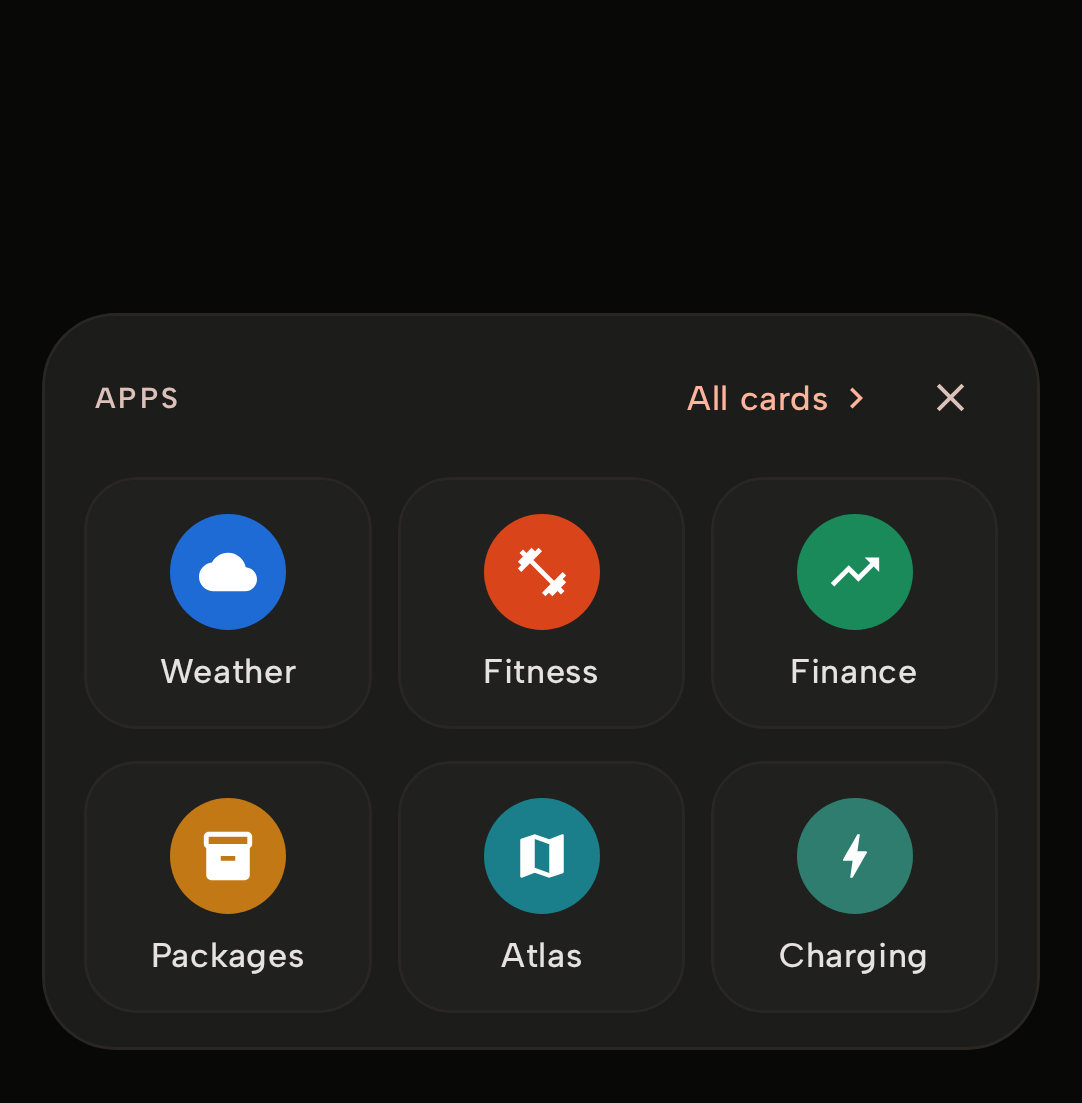 APPS
All cards
Weather
Fitness
Finance
Packages
Atlas
Charging